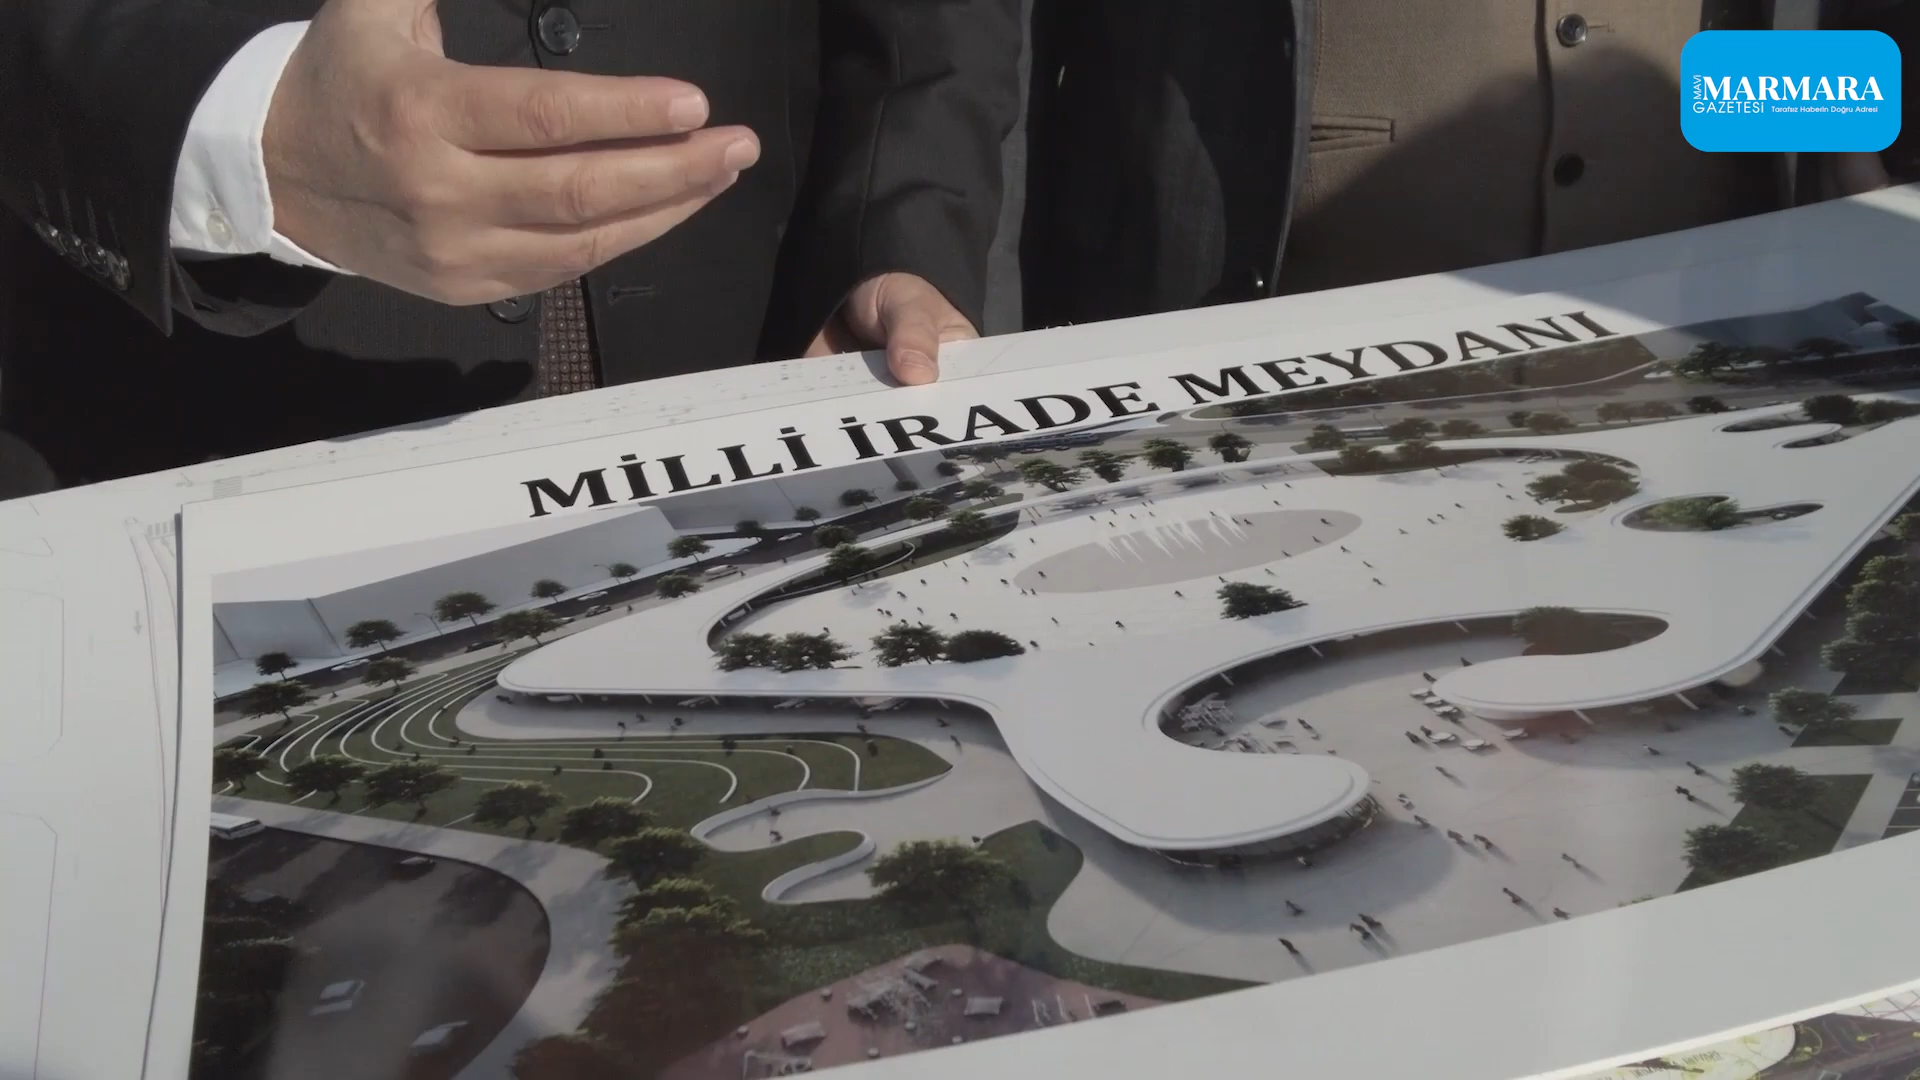 MAVİ MARMARA
GAZETESİ Tarafsız Haberin Doğru Adresi
MİLLİ İRADE MEYDANI